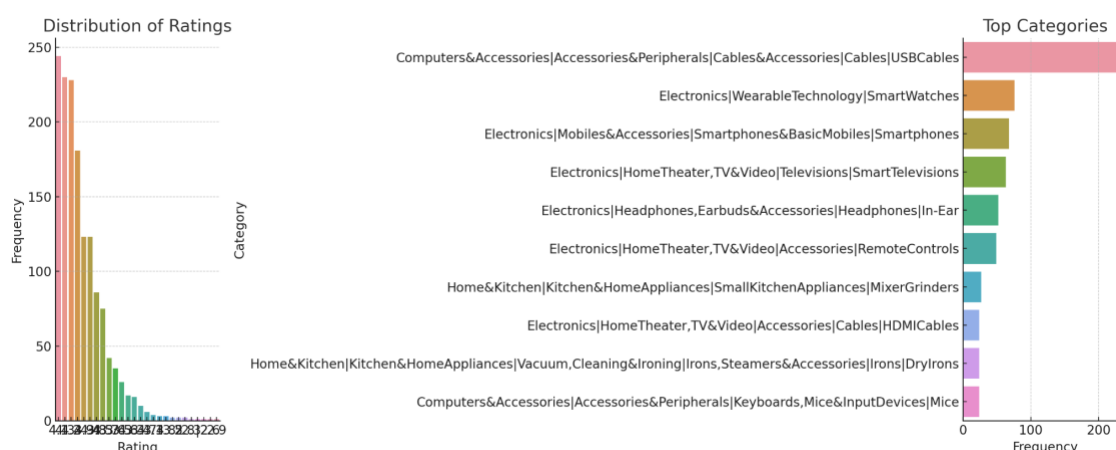 Distribution of Ratings
250
200
150
100
50
0
Frequency
Rating
Top Categories
Category
Computers&Accessories|Accessories&Peripherals|Cables&Accessories|Cables|USBCables
Electronics|WearableTechnology|SmartWatches
Electronics|Mobiles&Accessories|Smartphones&BasicMobiles|Smartphones
Electronics|HomeTheater,TV&Video|Televisions|SmartTelevisions
Electronics|Headphones,Earbuds&Accessories|Headphones|In-Ear
Electronics|HomeTheater,TV&Video|Accessories|RemoteControls
Home&Kitchen|Kitchen&HomeAppliances|SmallKitchenAppliances|MixerGrinders
Electronics|HomeTheater,TV&Video|Accessories|Cables|HDMICables
Home&Kitchen|Kitchen&HomeAppliances|Vacuum,Cleaning&Ironing|Irons,Steamers&Accessories|Irons|DryIrons
Computers&Accessories|Accessories&Peripherals|Keyboards,Mice&InputDevices|Mice
0 100 200
Frequency